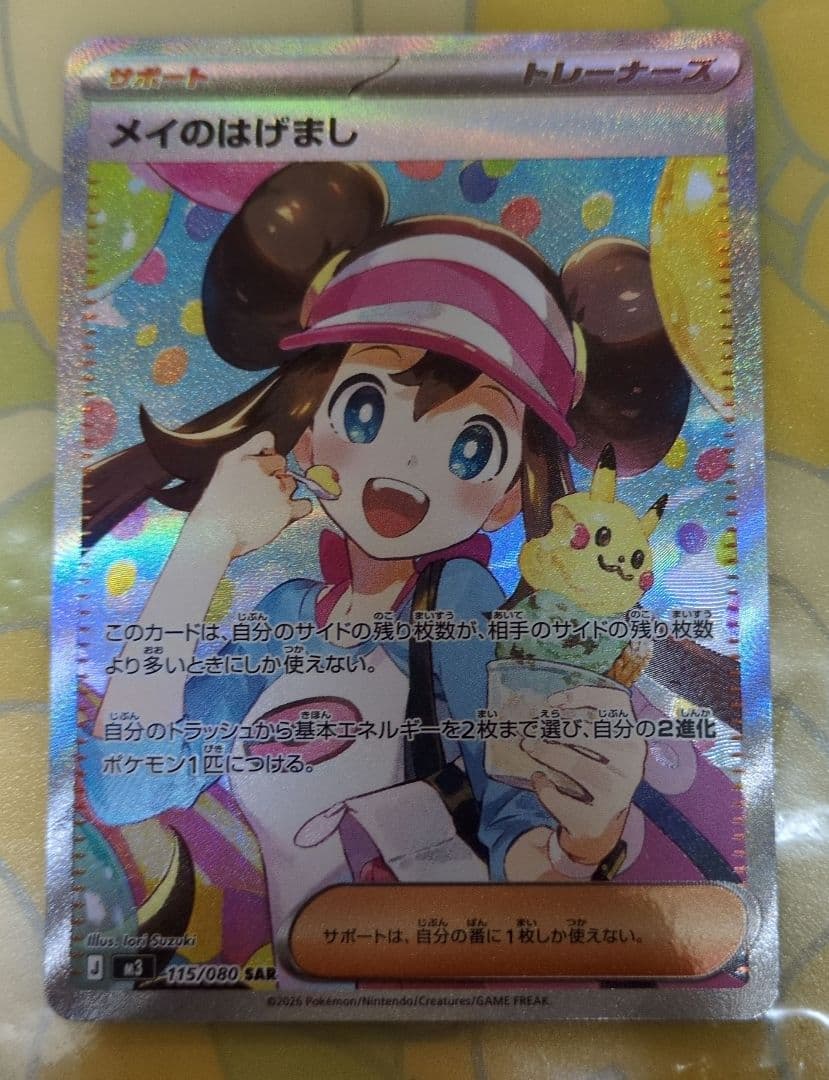 サポート
トレーナーズ
メイのはげまし
このカードは、自分のサイドの残り枚数が、相手のサイドの残り枚数
より多いときにしか使えない。
自分のトラッシュから基本エネルギーを2枚まで選び、自分の2進化
ポケモン1匹につける。
サポートは、自分の番に1枚しか使えない。
Illus. Iori Suzuki
J M3 115/080 SAR
©2026 Pokémon/Nintendo/Creatures/GAME FREAK.